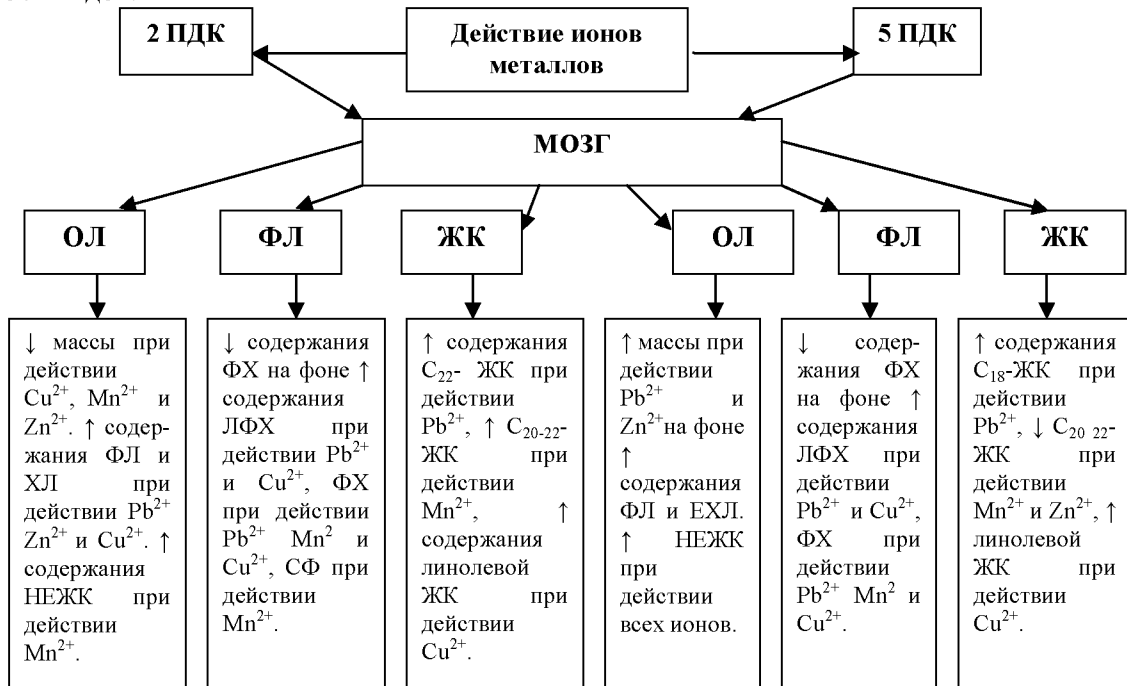 2 ПДК
Действие ионов
металлов
5 ПДК
МОЗГ
ОЛ
ФЛ
ЖК
ОЛ
ФЛ
ЖК
↓ массы при
действии
Cu²⁺, Mn²⁺ и
Zn²⁺. ↑ содер-
жания ФЛ и
ХЛ при
действии Pb²⁺
Zn²⁺ и Cu²⁺. ↑
содержания
НЕЖК при
действии
Mn²⁺.
↓ содержания
ФХ на фоне ↑
содержания
ЛФХ при
действии Pb²⁺
и Cu²⁺, ФХ
при действии
Pb²⁺ Mn² и
Cu²⁺, СФ при
действии
Mn²⁺.
↑ содержания
C₂₂- ЖК при
действии
Pb²⁺, ↑ C₂₀₋₂₂-
ЖК при
действии
Mn²⁺, ↑
содержания
линолевой
ЖК при
действии
Cu²⁺.
↑ массы при
действии
Pb²⁺ и
Zn²⁺на фоне
↑
содержания
ФЛ и ЕХЛ.
↑ НЕЖК
при
действии
всех ионов.
↓ содер-
жания ФХ
на фоне ↑
содержания
ЛФХ при
действии
Pb²⁺ и Cu²⁺,
ФХ при
действии
Pb²⁺ Mn² и
Cu²⁺.
↑ содержания
C₁₈-ЖК при
действии
Pb²⁺, ↓ C₂₀ ₂₂-
ЖК при
действии
Mn²⁺ и Zn²⁺, ↑
линолевой
ЖК при
действии
Cu²⁺.